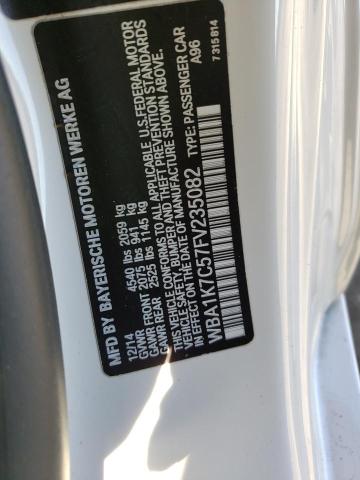 MFD BY BAYERISCHE MOTOREN WERKE AG
12/14 4540 lbs 2059 kg
GVWR
GAWR FRONT 2075 lbs 941 kg
GAWR REAR 2525 lbs 1145 kg
THIS VEHICLE CONFORMS TO ALL APPLICABLE U.S. FEDERAL MOTOR
VEHICLE SAFETY, BUMPER AND THEFT PREVENTION STANDARDS
IN EFFECT ON THE DATE OF MANUFACTURE SHOWN ABOVE.
WBA1K7C57FV235082 TYPE: PASSENGER CAR
A96
7 315 814